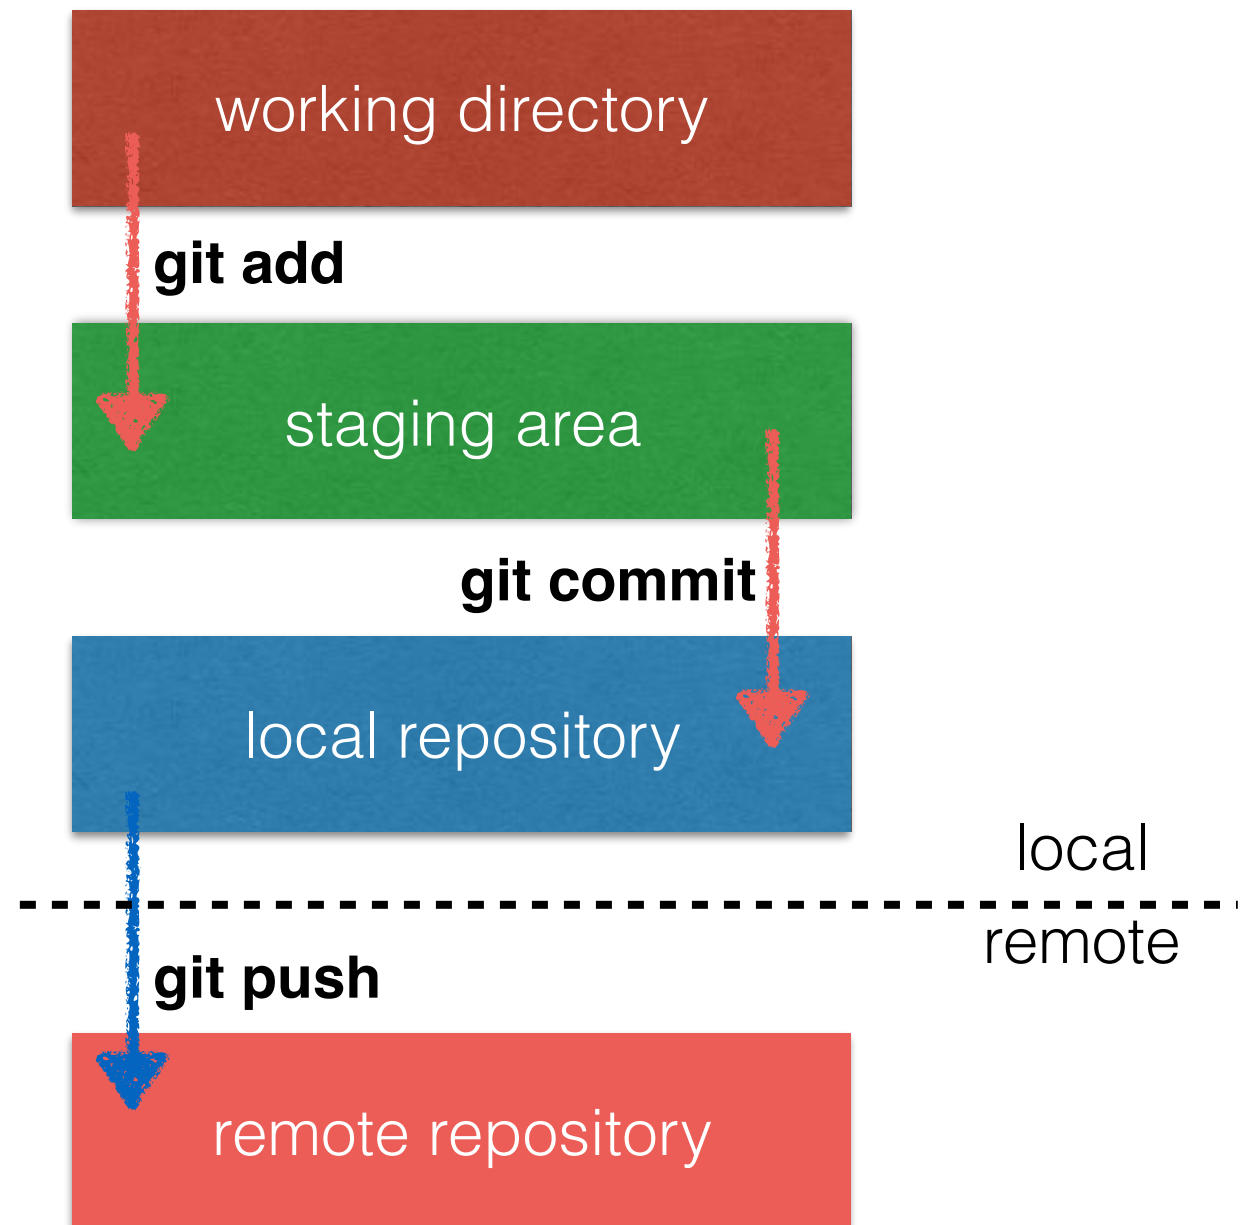 working directory
git add
staging area
git commit
local repository
local
remote
git push
remote repository